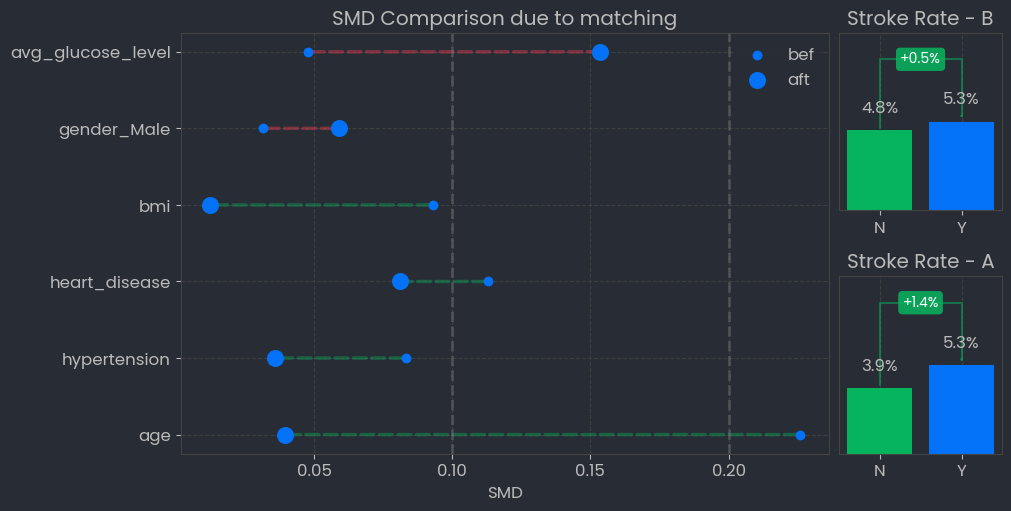 SMD Comparison due to matching
avg_glucose_level
gender_Male
bmi
heart_disease
hypertension
age
bef
aft
0.05 0.10 0.15 0.20
SMD
Stroke Rate - B
+0.5%
4.8% 5.3%
N Y
Stroke Rate - A
+1.4%
3.9% 5.3%
N Y